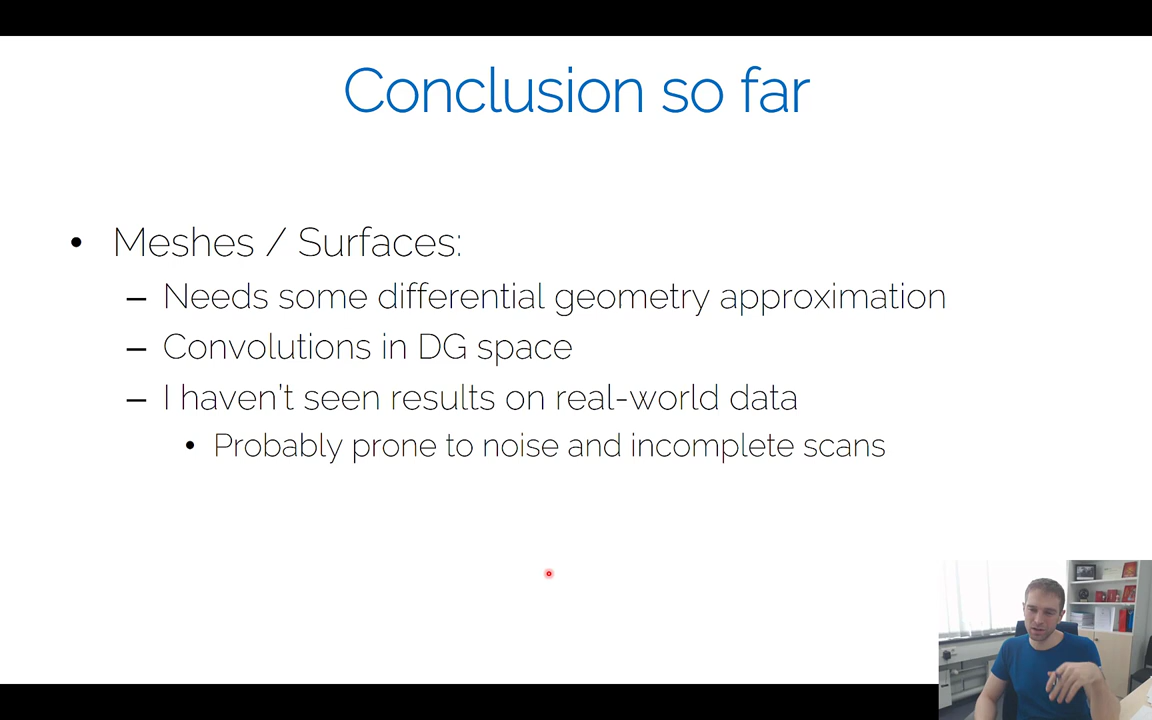 Conclusion so far
• Meshes / Surfaces:
– Needs some differential geometry approximation
– Convolutions in DG space
– I haven't seen results on real-world data
• Probably prone to noise and incomplete scans